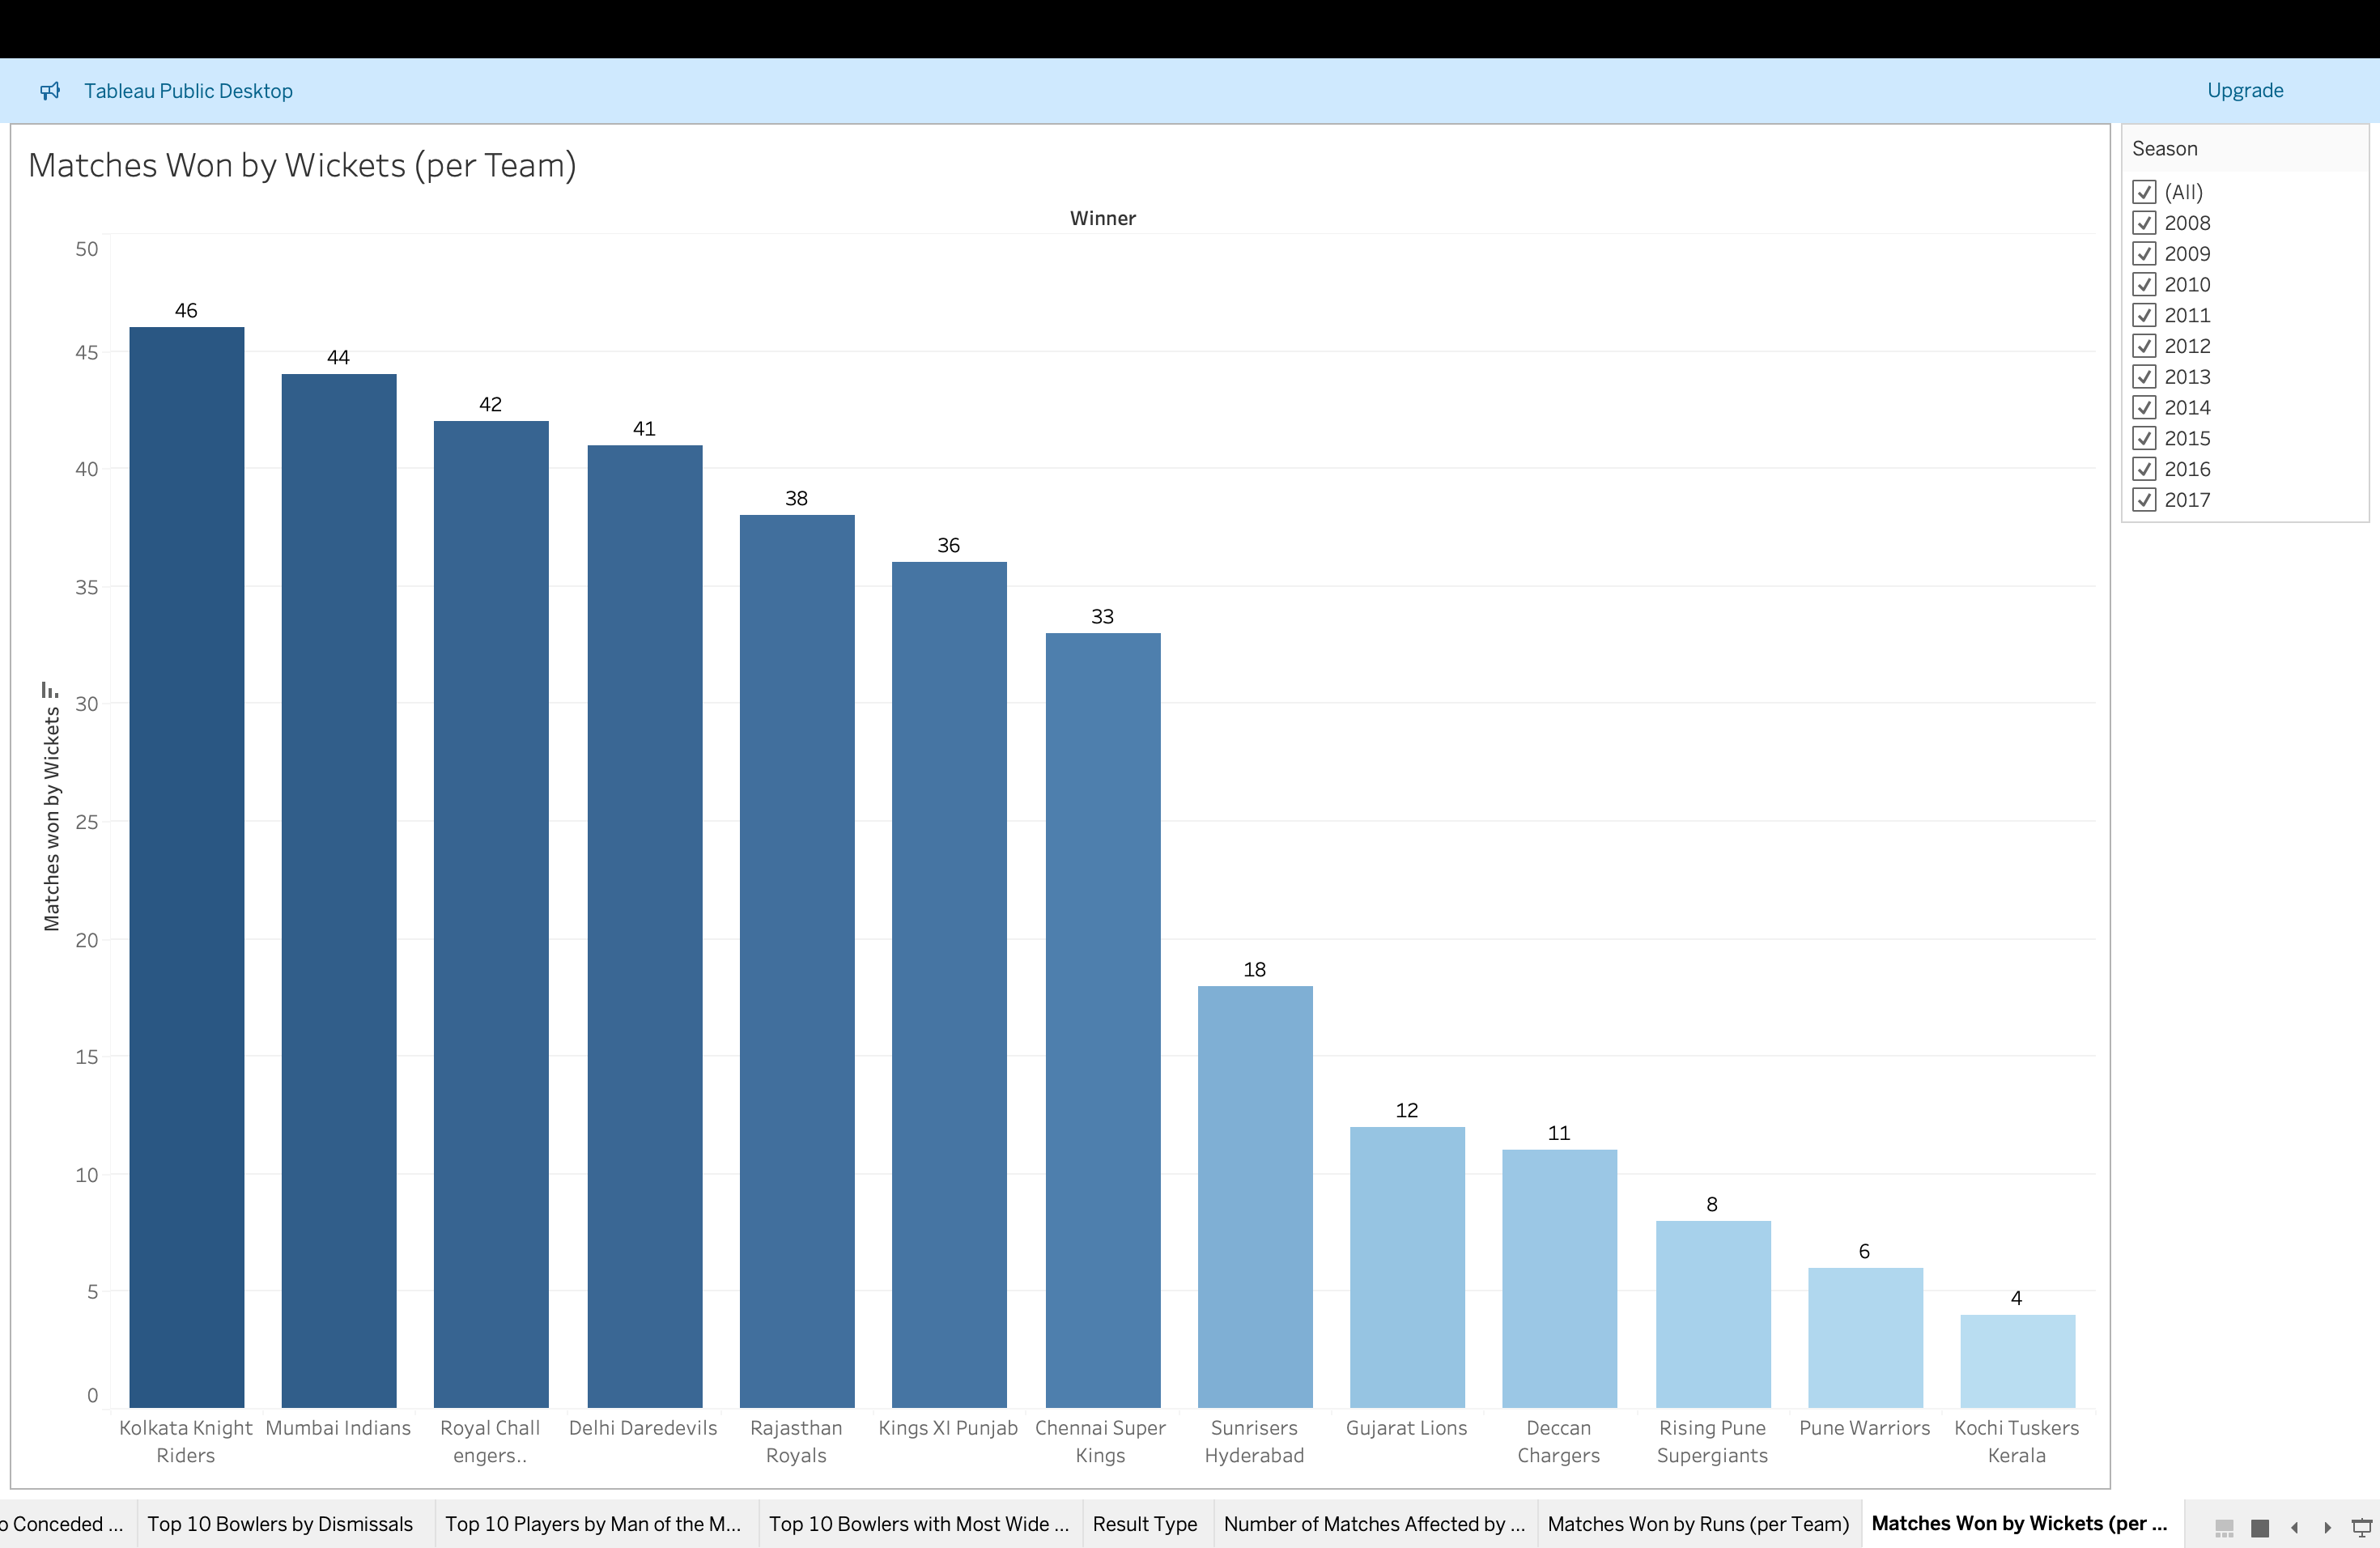 Tableau Public Desktop
Upgrade
Matches Won by Wickets (per Team)
Winner
50
45
40
35
30
25
20
15
10
5
0
Matches won by Wickets
46
44
42
41
38
36
33
18
12
11
8
6
4
Kolkata Knight
Riders
Mumbai Indians
Royal Chall
engers..
Delhi Daredevils
Rajasthan
Royals
Kings XI Punjab
Chennai Super
Kings
Sunrisers
Hyderabad
Gujarat Lions
Deccan
Chargers
Rising Pune
Supergiants
Pune Warriors
Kochi Tuskers
Kerala
Season
(All)
2008
2009
2010
2011
2012
2013
2014
2015
2016
2017
o Conceded ...
Top 10 Bowlers by Dismissals
Top 10 Players by Man of the M...
Top 10 Bowlers with Most Wide ...
Result Type
Number of Matches Affected by ...
Matches Won by Runs (per Team)
Matches Won by Wickets (per ...